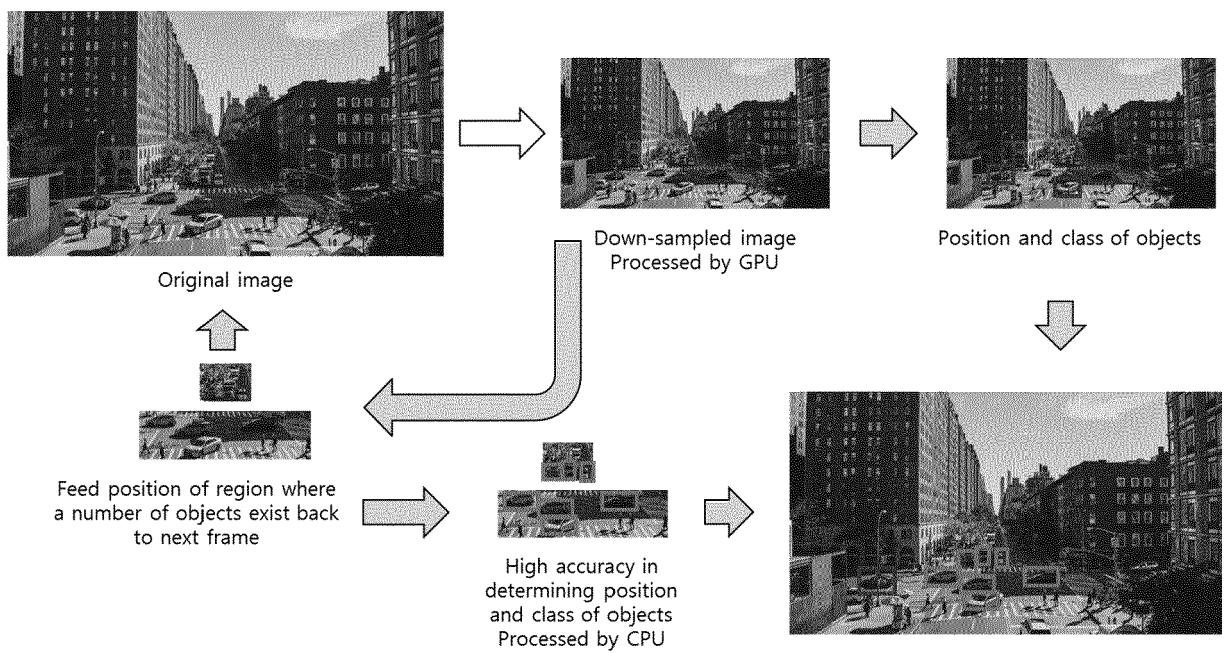 Down-sampled image
Processed by GPU
Position and class of objects
Original image
Feed position of region where
a number of objects exist back
to next frame
High accuracy in
determining position
and class of objects
Processed by CPU